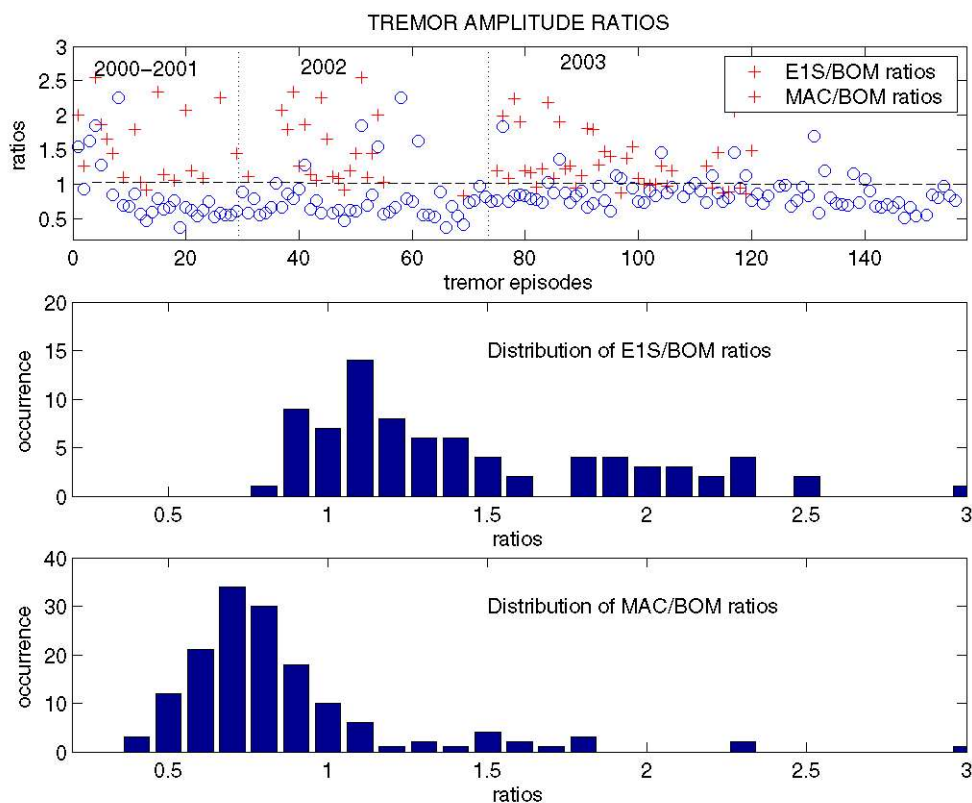 TREMOR AMPLITUDE RATIOS
3
2.5
2
1.5
1
0.5
ratios
2000-2001
2002
2003
E1S/BOM ratios
MAC/BOM ratios
0 20 40 60 80 100 120 140
tremor episodes
20
15
10
5
0
occurrence
Distribution of E1S/BOM ratios
0.5 1 1.5 2 2.5 3
ratios
40
30
20
10
0
occurrence
Distribution of MAC/BOM ratios
0.5 1 1.5 2 2.5 3
ratios